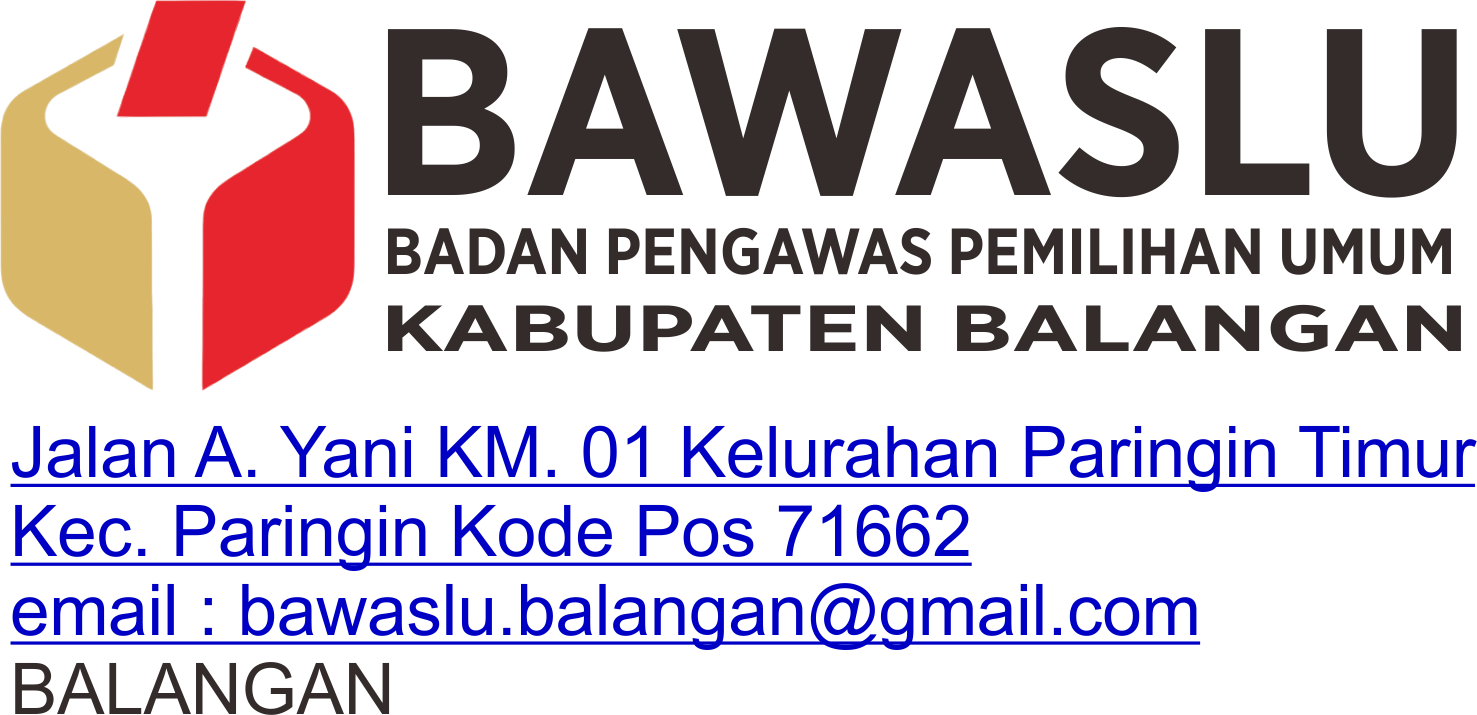 BAWASLU
BADAN PENGAWAS PEMILIHAN UMUM
KABUPATEN BALANGAN
Jalan A. Yani KM. 01 Kelurahan Paringin Timur
Kec. Paringin Kode Pos 71662
email : bawaslu.balangan@gmail.com
BALANGAN